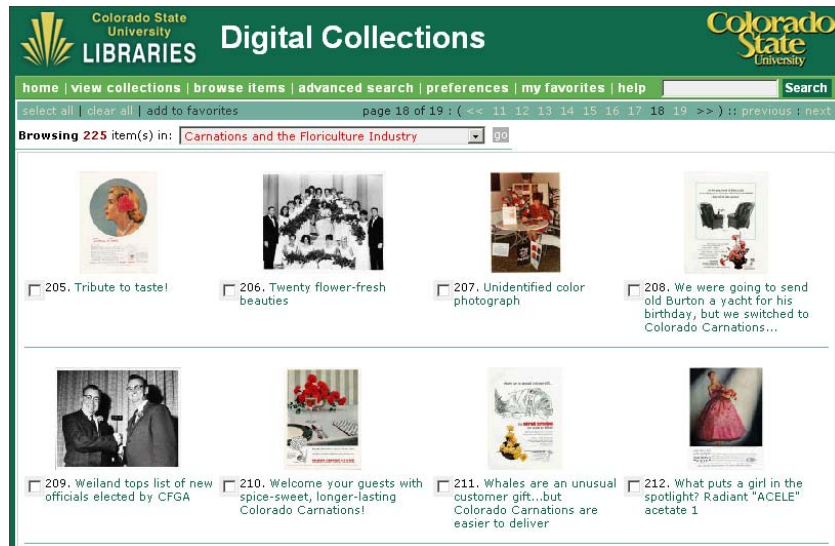 Colorado State
University
LIBRARIES
Digital Collections
Colorado
State
University
home | view collections | browse items | advanced search | preferences | my favorites | help
Search
select all | clear all | add to favorites
page 18 of 19 : ( << 11 12 13 14 15 16 17 18 19 >> ) :: previous : next
Browsing 225 item(s) in: Carnations and the Floriculture Industry go
205. Tribute to taste!
206. Twenty flower-fresh
beauties
207. Unidentified color
photograph
208. We were going to send
old Burton a yacht for his
birthday, but we switched to
Colorado Carnations...
209. Weiland tops list of new
officials elected by CFGA
210. Welcome your guests with
spice-sweet, longer-lasting
Colorado Carnations!
211. Whales are an unusual
customer gift...but
Colorado Carnations are
easier to deliver
212. What puts a girl in the
spotlight? Radiant "ACELE"
acetate 1